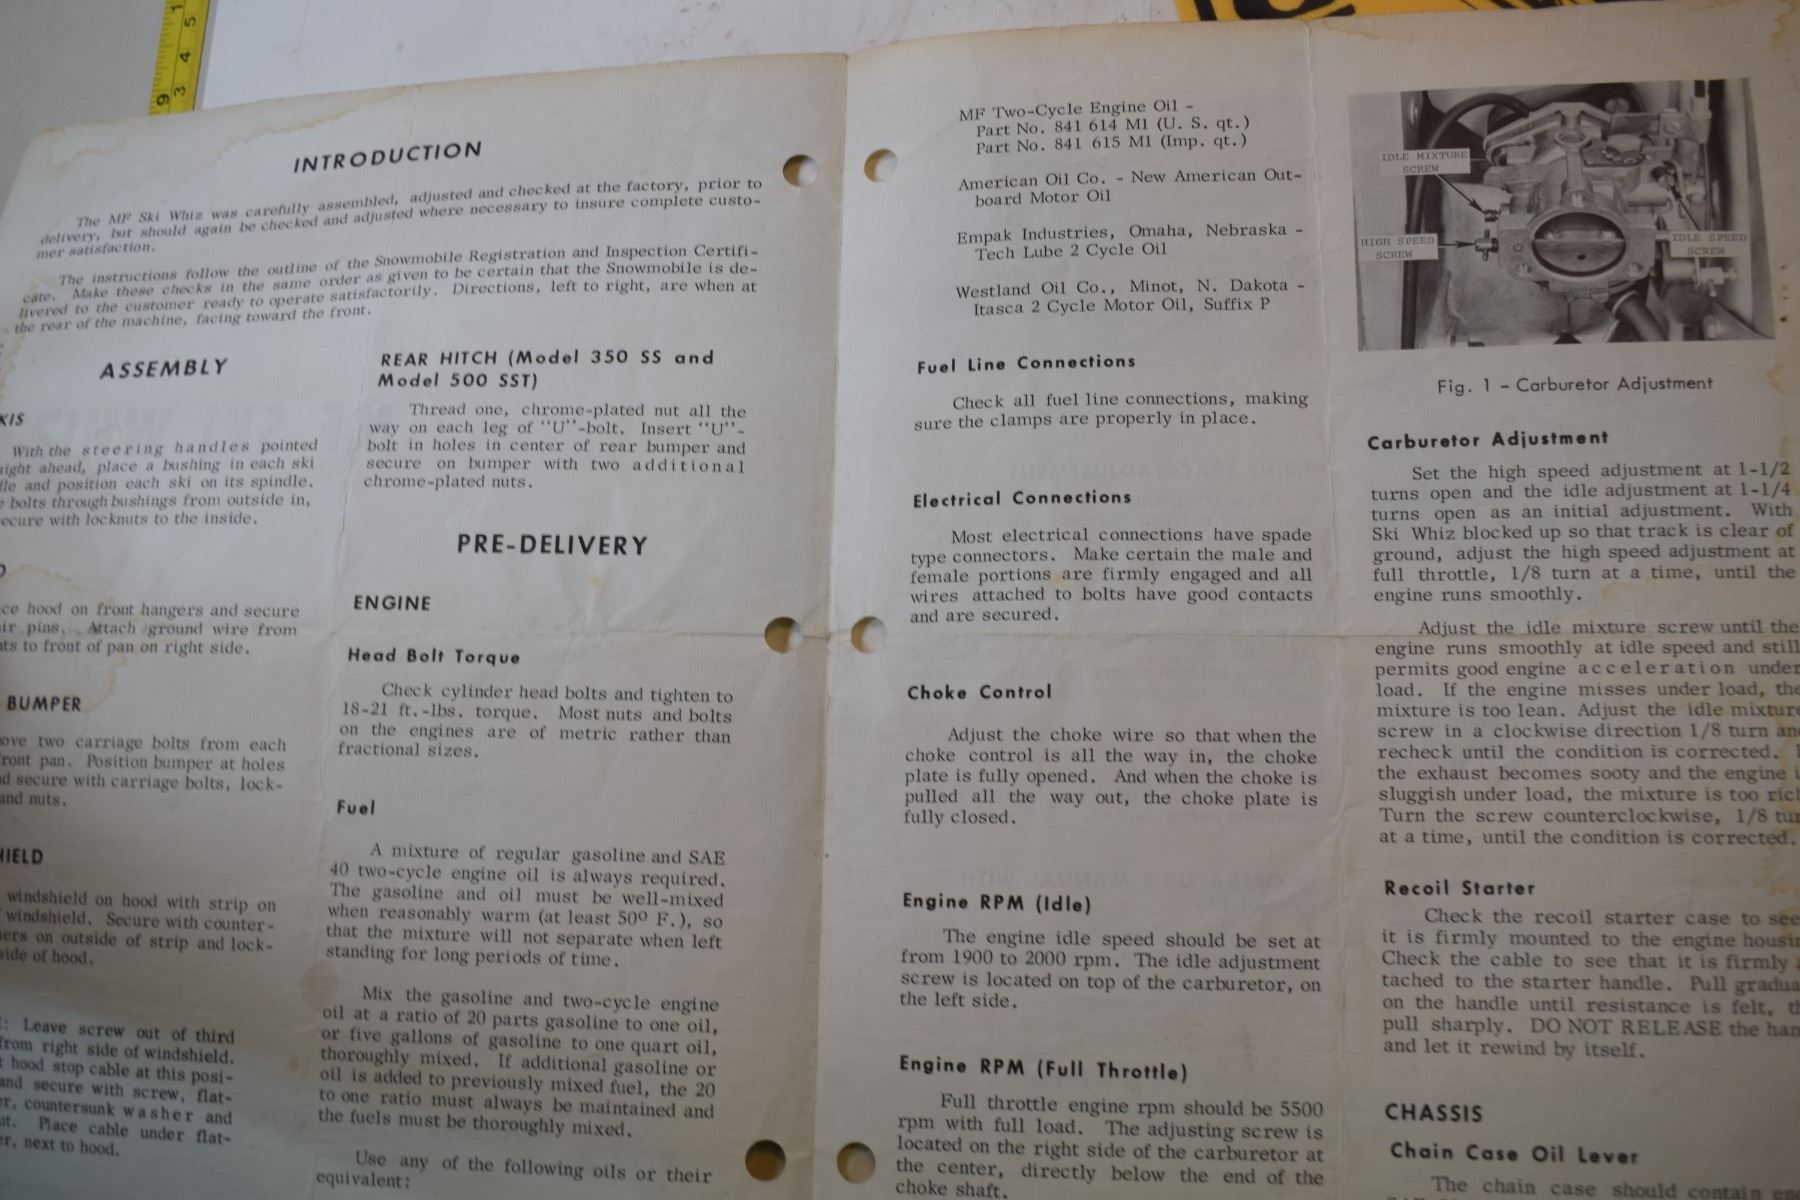 INTRODUCTION
The MF Ski Whiz was carefully assembled, adjusted and checked at the factory, prior to
delivery, but should again be checked and adjusted where necessary to insure complete custo-
mer satisfaction.
The instructions follow the outline of the Snowmobile Registration and Inspection Certifi-
cate. Make these checks in the same order as given to be certain that the Snowmobile is de-
livered to the customer ready to operate satisfactorily. Directions, left to right, are when at
the rear of the machine, facing toward the front.
ASSEMBLY
KIS
With the steering handles pointed
ight ahead, place a bushing in each ski
dle and position each ski on its spindle.
bolts through bushings from outside in,
ecure with locknuts to the inside.
ce hood on front hangers and secure
ir pins. Attach ground wire from
ts to front of pan on right side.
BUMPER
ove two carriage bolts from each
ront pan. Position bumper at holes
d secure with carriage bolts, lock-
and nuts.
HIELD
windshield on hood with strip on
windshield. Secure with counter-
ers on outside of strip and lock-
side of hood.
: Leave screw out of third
from right side of windshield.
hood stop cable at this posi-
and secure with screw, flat-
er, countersunk washer and
ut. Place cable under flat-
er, next to hood.
REAR HITCH (Model 350 SS and
Model 500 SST)
Thread one, chrome-plated nut all the
way on each leg of "U"-bolt. Insert "U"-
bolt in holes in center of rear bumper and
secure on bumper with two additional
chrome-plated nuts.
PRE-DELIVERY
ENGINE
Head Bolt Torque
Check cylinder head bolts and tighten to
18-21 ft.-lbs. torque. Most nuts and bolts
on the engines are of metric rather than
fractional sizes.
Fuel
A mixture of regular gasoline and SAE
40 two-cycle engine oil is always required.
The gasoline and oil must be well-mixed
when reasonably warm (at least 50º F.), so
that the mixture will not separate when left
standing for long periods of time.
Mix the gasoline and two-cycle engine
oil at a ratio of 20 parts gasoline to one oil,
or five gallons of gasoline to one quart oil,
thoroughly mixed. If additional gasoline or
oil is added to previously mixed fuel, the 20
to one ratio must always be maintained and
the fuels must be thoroughly mixed.
Use any of the following oils or their
equivalent:
MF Two-Cycle Engine Oil -
Part No. 841 614 M1 (U. S. qt.)
Part No. 841 615 M1 (Imp. qt.)
American Oil Co. - New American Out-
board Motor Oil
Empak Industries, Omaha, Nebraska -
Tech Lube 2 Cycle Oil
Westland Oil Co., Minot, N. Dakota -
Itasca 2 Cycle Motor Oil, Suffix P
Fuel Line Connections
Check all fuel line connections, making
sure the clamps are properly in place.
Electrical Connections
Most electrical connections have spade
type connectors. Make certain the male and
female portions are firmly engaged and all
wires attached to bolts have good contacts
and are secured.
Choke Control
Adjust the choke wire so that when the
choke control is all the way in, the choke
plate is fully opened. And when the choke is
pulled all the way out, the choke plate is
fully closed.
Engine RPM (Idle)
The engine idle speed should be set at
from 1900 to 2000 rpm. The idle adjustment
screw is located on top of the carburetor, on
the left side.
Engine RPM (Full Throttle)
Full throttle engine rpm should be 5500
rpm with full load. The adjusting screw is
located on the right side of the carburetor at
the center, directly below the end of the
choke shaft.
IDLE MIXTURE
SCREW
HIGH SPEED
SCREW
IDLE SPEED
SCREW
Fig. 1 - Carburetor Adjustment
Carburetor Adjustment
Set the high speed adjustment at 1-1/2
turns open and the idle adjustment at 1-1/4
turns open as an initial adjustment. With
Ski Whiz blocked up so that track is clear of
ground, adjust the high speed adjustment at
full throttle, 1/8 turn at a time, until the
engine runs smoothly.
Adjust the idle mixture screw until the
engine runs smoothly at idle speed and still
permits good engine acceleration under
load. If the engine misses under load, the
mixture is too lean. Adjust the idle mixture
screw in a clockwise direction 1/8 turn and
recheck until the condition is corrected.
the exhaust becomes sooty and the engine i
sluggish under load, the mixture is too rich
Turn the screw counterclockwise, 1/8 tur
at a time, until the condition is corrected.
Recoil Starter
Check the recoil starter case to see
it is firmly mounted to the engine housin
Check the cable to see that it is firmly a
tached to the starter handle. Pull gradua
on the handle until resistance is felt, th
pull sharply. DO NOT RELEASE the han
and let it rewind by itself.
CHASSIS
Chain Case Oil Lever
The chain case should contain
9
3 4 5
1